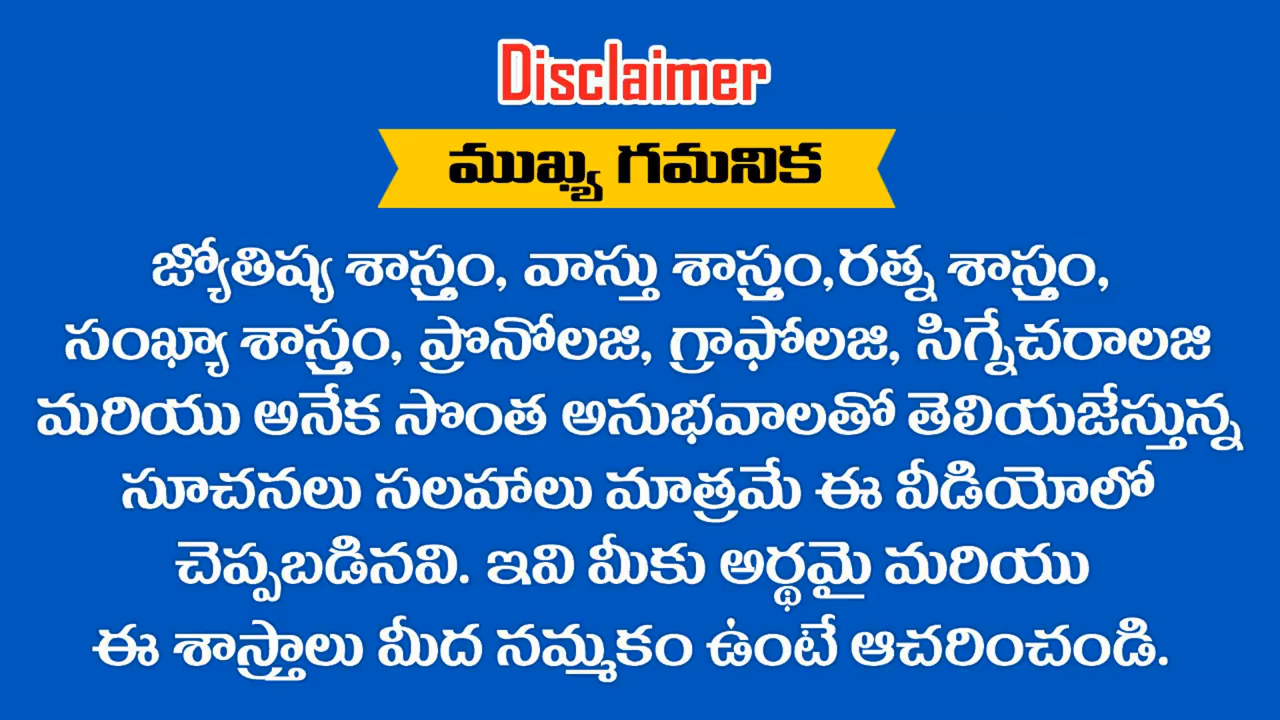 Disclaimer
ముఖ్య గమనిక
జ్యోతిష్య శాస్త్రం, వాస్తు శాస్త్రం,రత్న శాస్త్రం,
సంఖ్యా శాస్త్రం, ప్రొనోలజి, గ్రాఫోలజి, సిగ్నేచరాలజి
మరియు అనేక సొంత అనుభవాలతో తెలియజేస్తున్న
సూచనలు సలహాలు మాత్రమే ఈ వీడియోలో
చెప్పబడినవి. ఇవి మీకు అర్థమై మరియు
ఈ శాస్త్రాలు మీద నమ్మకం ఉంటే ఆచరించండి.